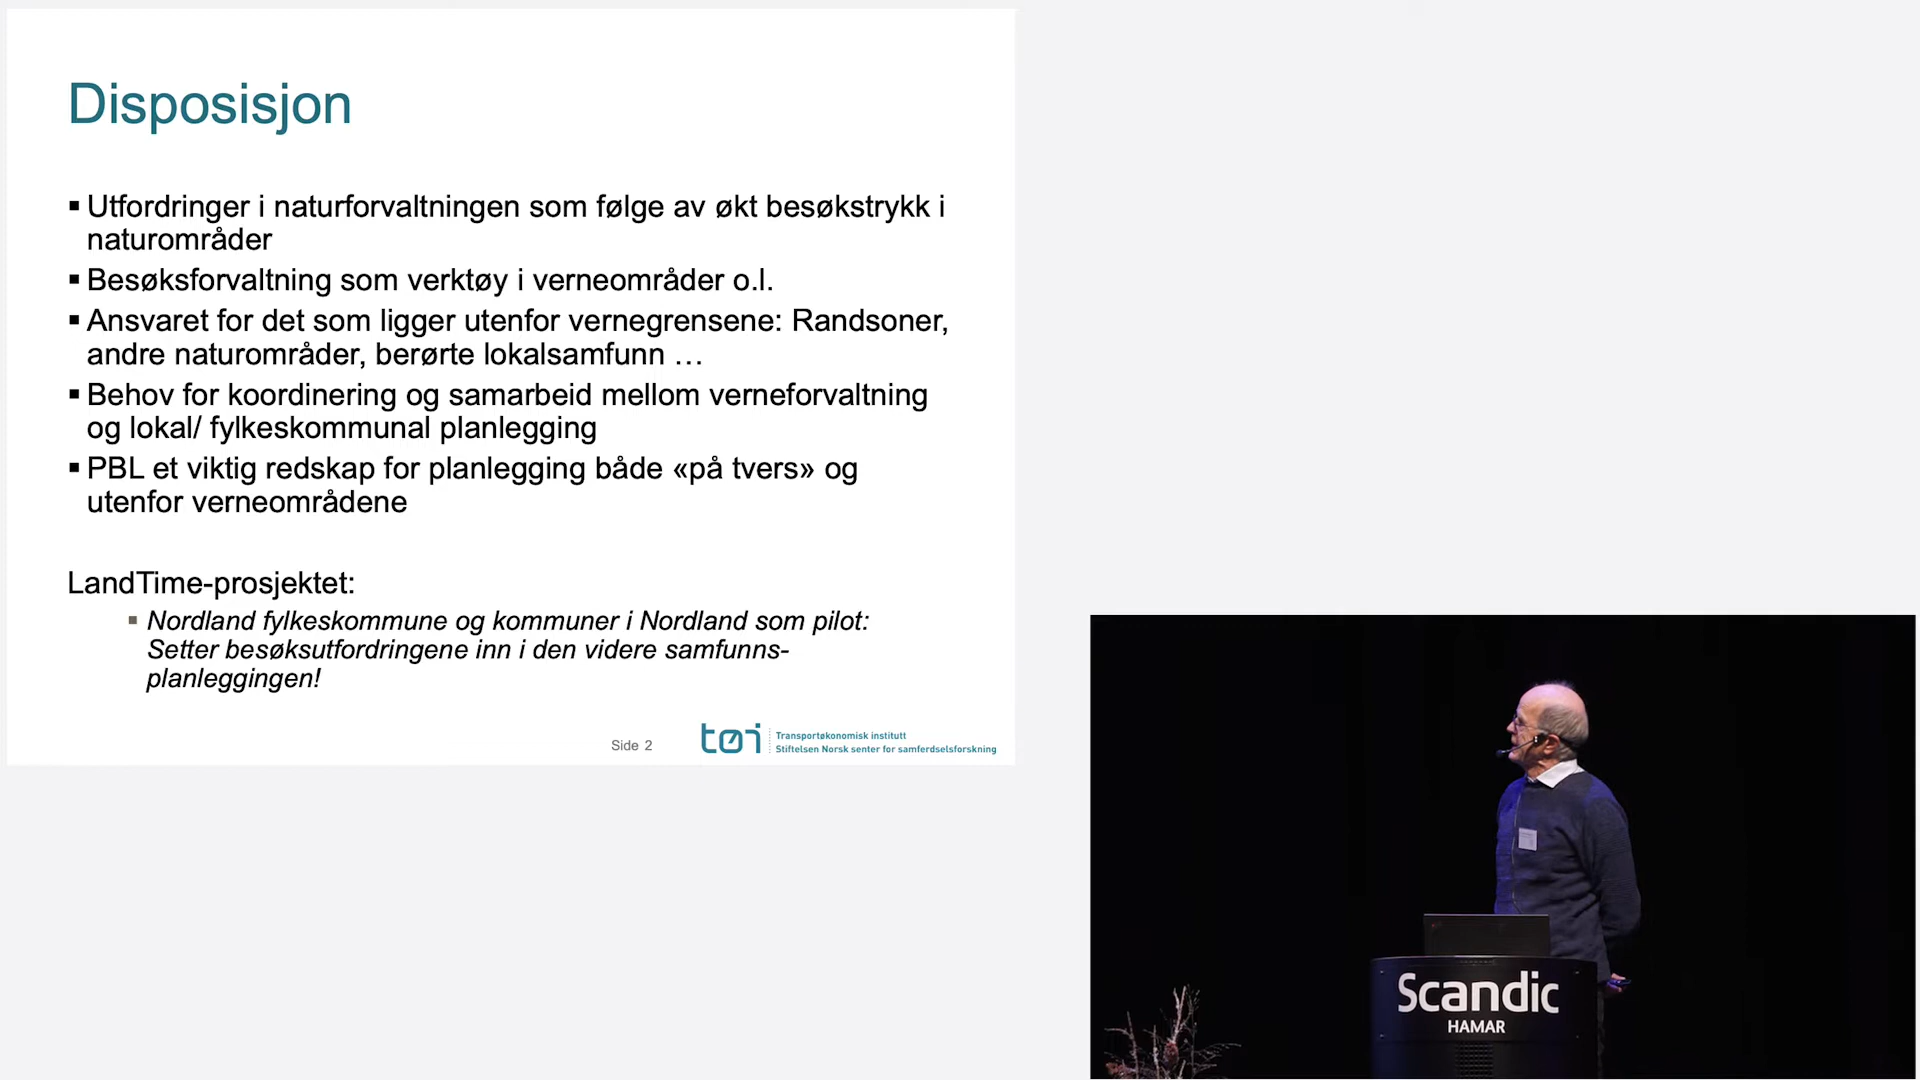 Disposisjon
▪ Utfordringer i naturforvaltningen som følge av økt besøkstrykk i
naturområder
▪ Besøksforvaltning som verktøy i verneområder o.l.
▪ Ansvaret for det som ligger utenfor vernegrensene: Randsoner,
andre naturområder, berørte lokalsamfunn …
▪ Behov for koordinering og samarbeid mellom verneforvaltning
og lokal/ fylkeskommunal planlegging
▪ PBL et viktig redskap for planlegging både «på tvers» og
utenfor verneområdene
LandTime-prosjektet:
▪ Nordland fylkeskommune og kommuner i Nordland som pilot:
Setter besøksutfordringene inn i den videre samfunns-
planleggingen!
Side 2
tøi
Transportøkonomisk institutt
Stiftelsen Norsk senter for samferdselsforskning
Scandic
HAMAR